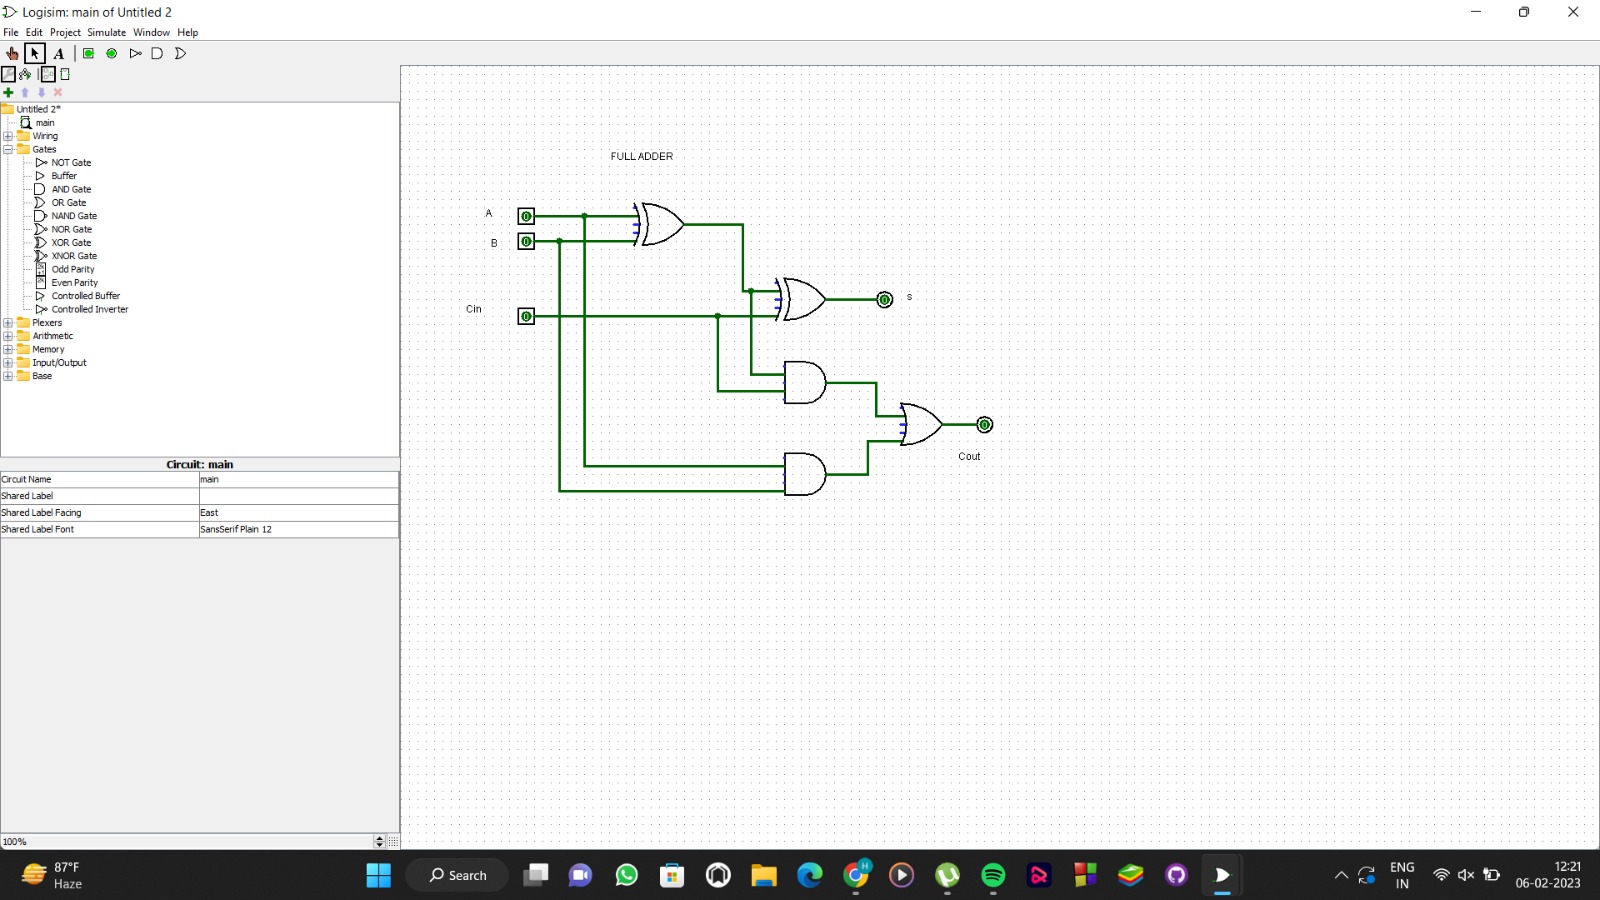 Logisim: main of Untitled 2
File Edit Project Simulate Window Help
A
Untitled 2*
main
Wiring
Gates
NOT Gate
Buffer
AND Gate
OR Gate
NAND Gate
NOR Gate
XOR Gate
XNOR Gate
Odd Parity
Even Parity
Controlled Buffer
Controlled Inverter
Plexers
Arithmetic
Memory
Input/Output
Base
Circuit: main
Circuit Name main
Shared Label
Shared Label Facing East
Shared Label Font SansSerif Plain 12
100%
FULL ADDER
A 0
B 0
Cin 0
0 s
0
Cout
87°F
Haze
Search
H
ENG
IN
12:21
06-02-2023